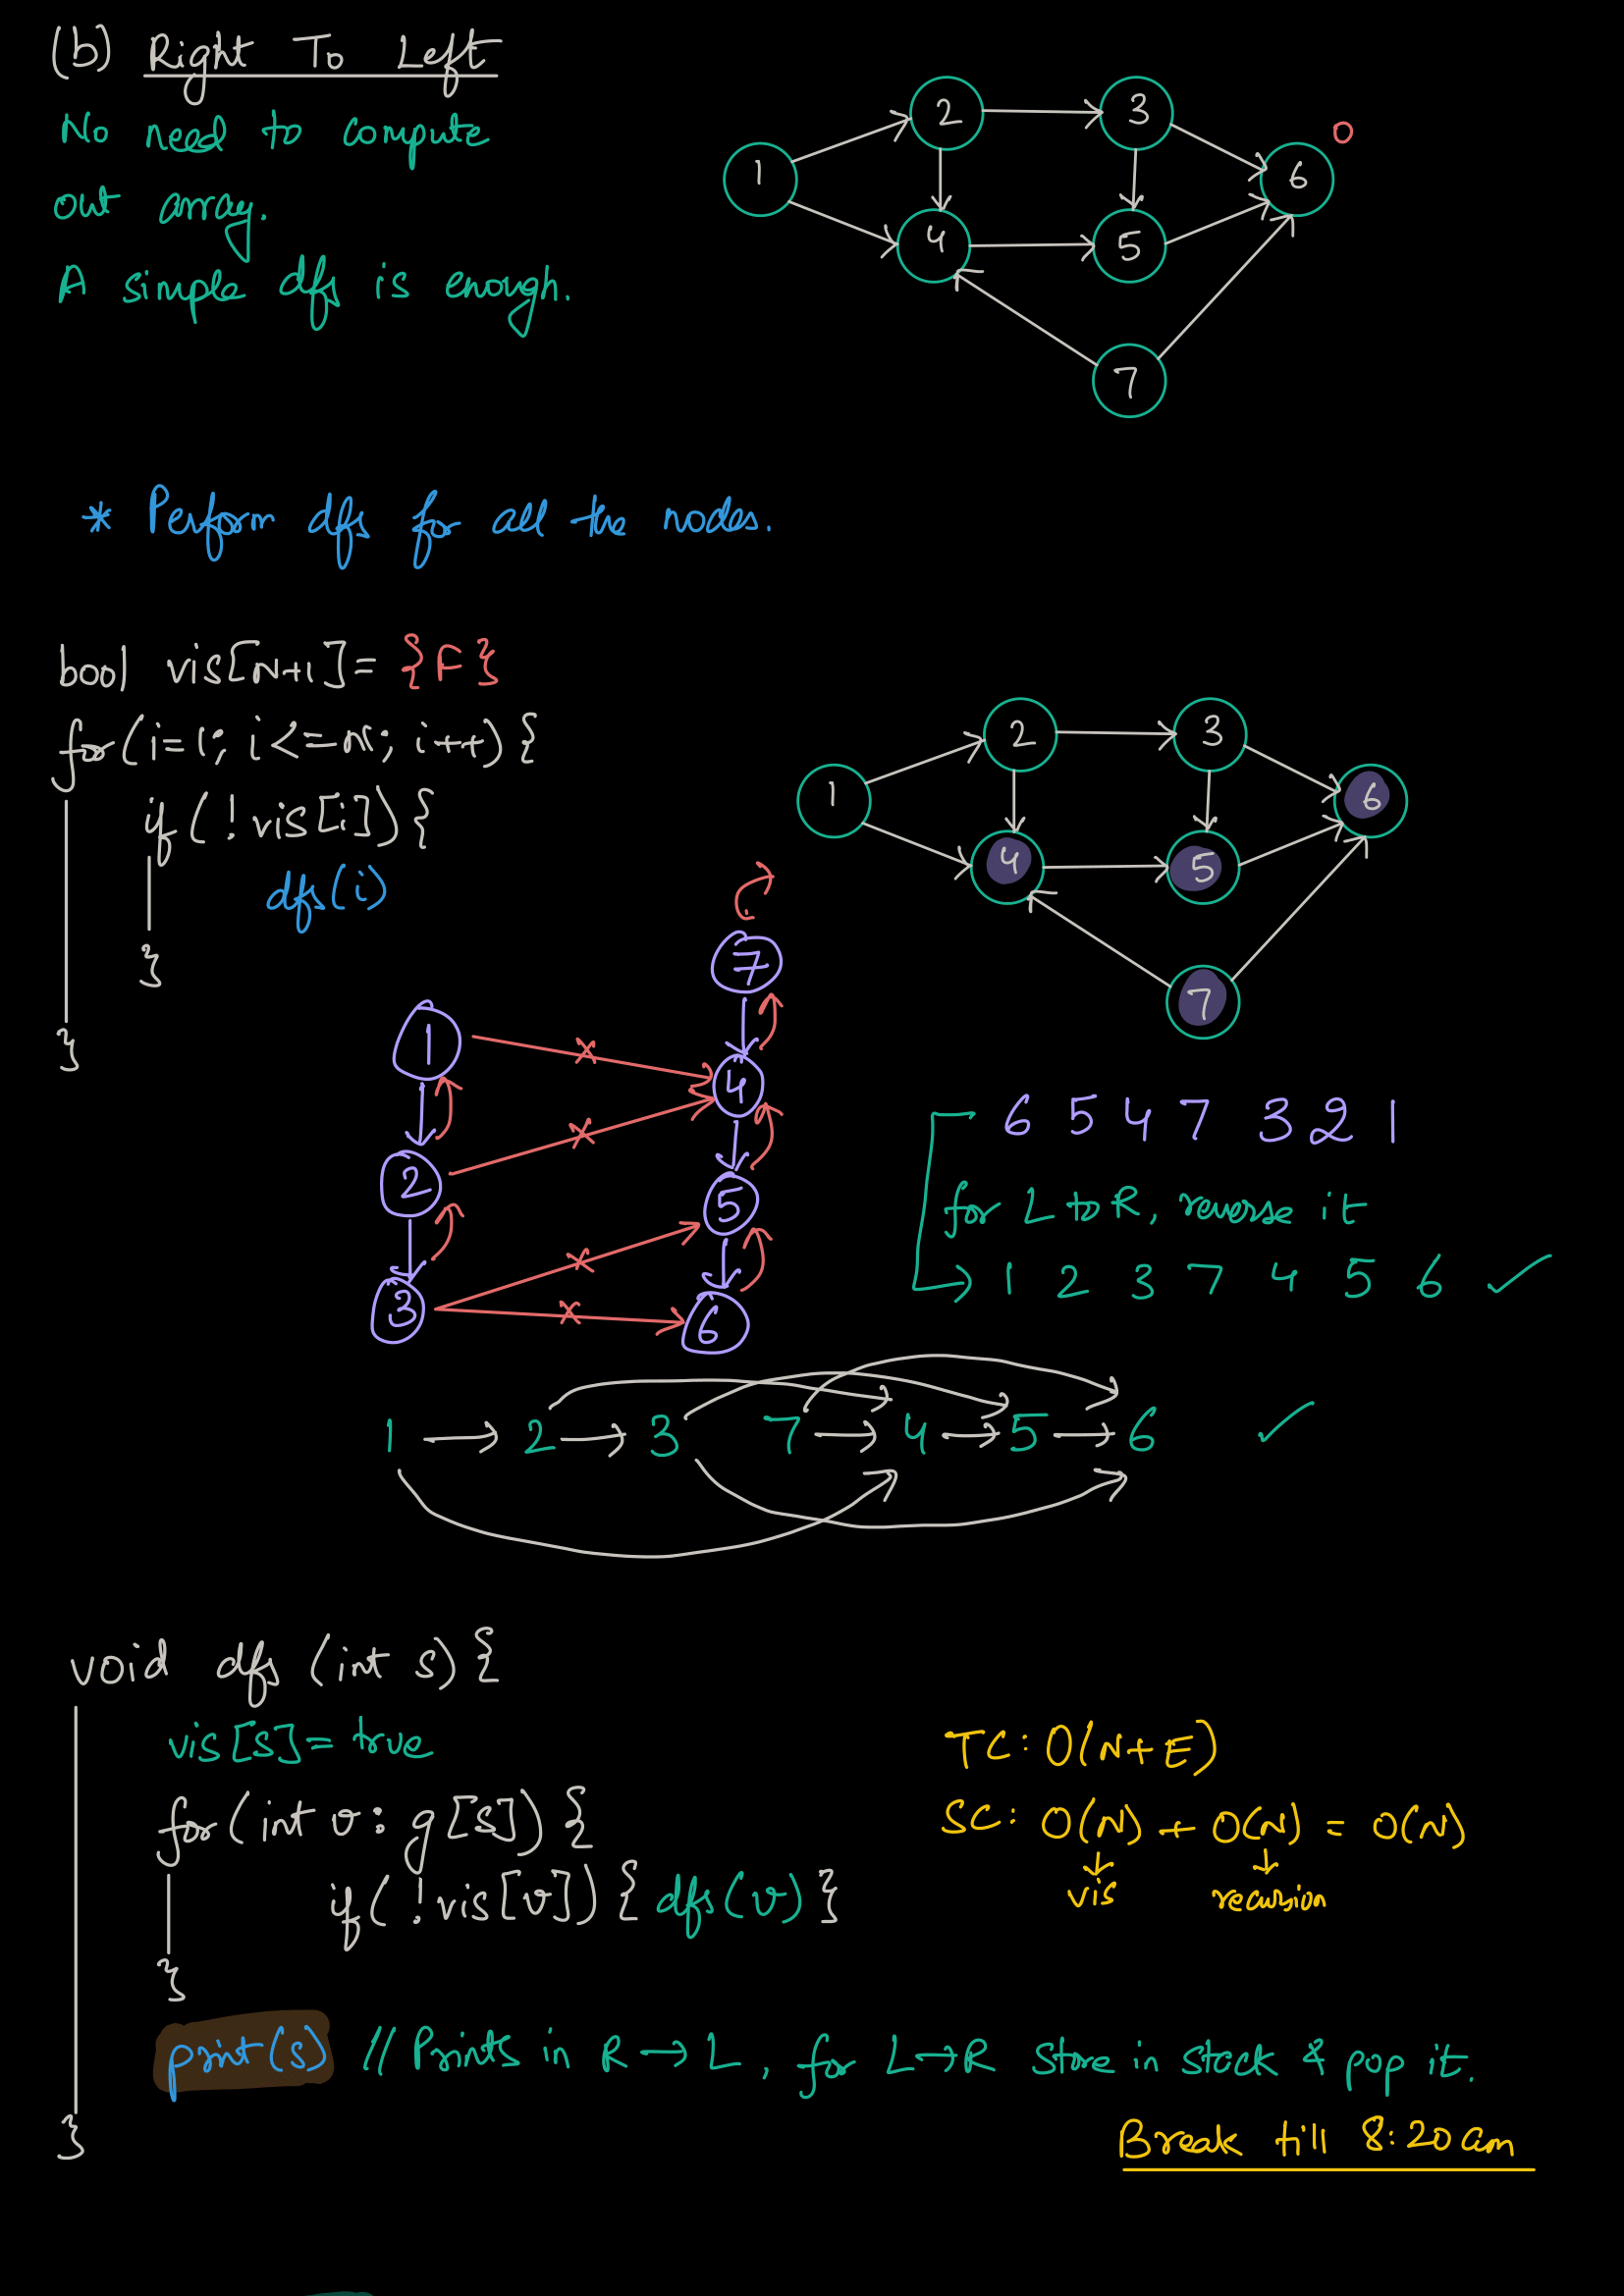 (b) Right To Left
No need to compute
out array.
A simple dfs is enough.
1 2 3 4 5 6 7 0
* Perform dfs for all the nodes.
bool vis[N+1]= {F}
for(i=1; i<=N; i++){
if(!vis[i]){
dfs(i)
}
}
1 2 3 4 5 6 7
7
1
4
2
5
3
6
6 5 4 7 3 2 1
for L to R, reverse it
→ 1 2 3 7 4 5 6 ✓
1 → 2 → 3 7 → 4 → 5 → 6 ✓
void dfs (int s){
vis[s]= true
for(int v: g[s]){
if(!vis[v]){ dfs(v) }
}
print(s) // Prints in R → L, for L→R store in stack & pop it.
}
TC: O(N+E)
SC: O(N) + O(N) = O(N)
vis recursion
Break till 8:20am